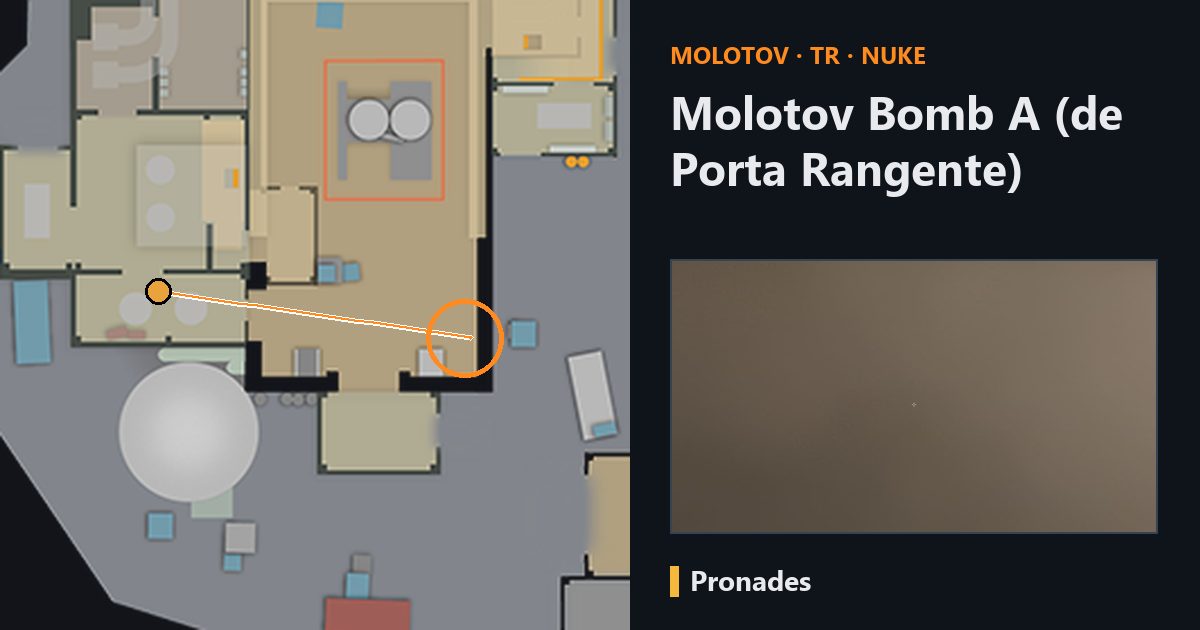 MOLOTOV · TR · NUKE
Molotov Bomb A (de
Porta Rangente)
Pronades